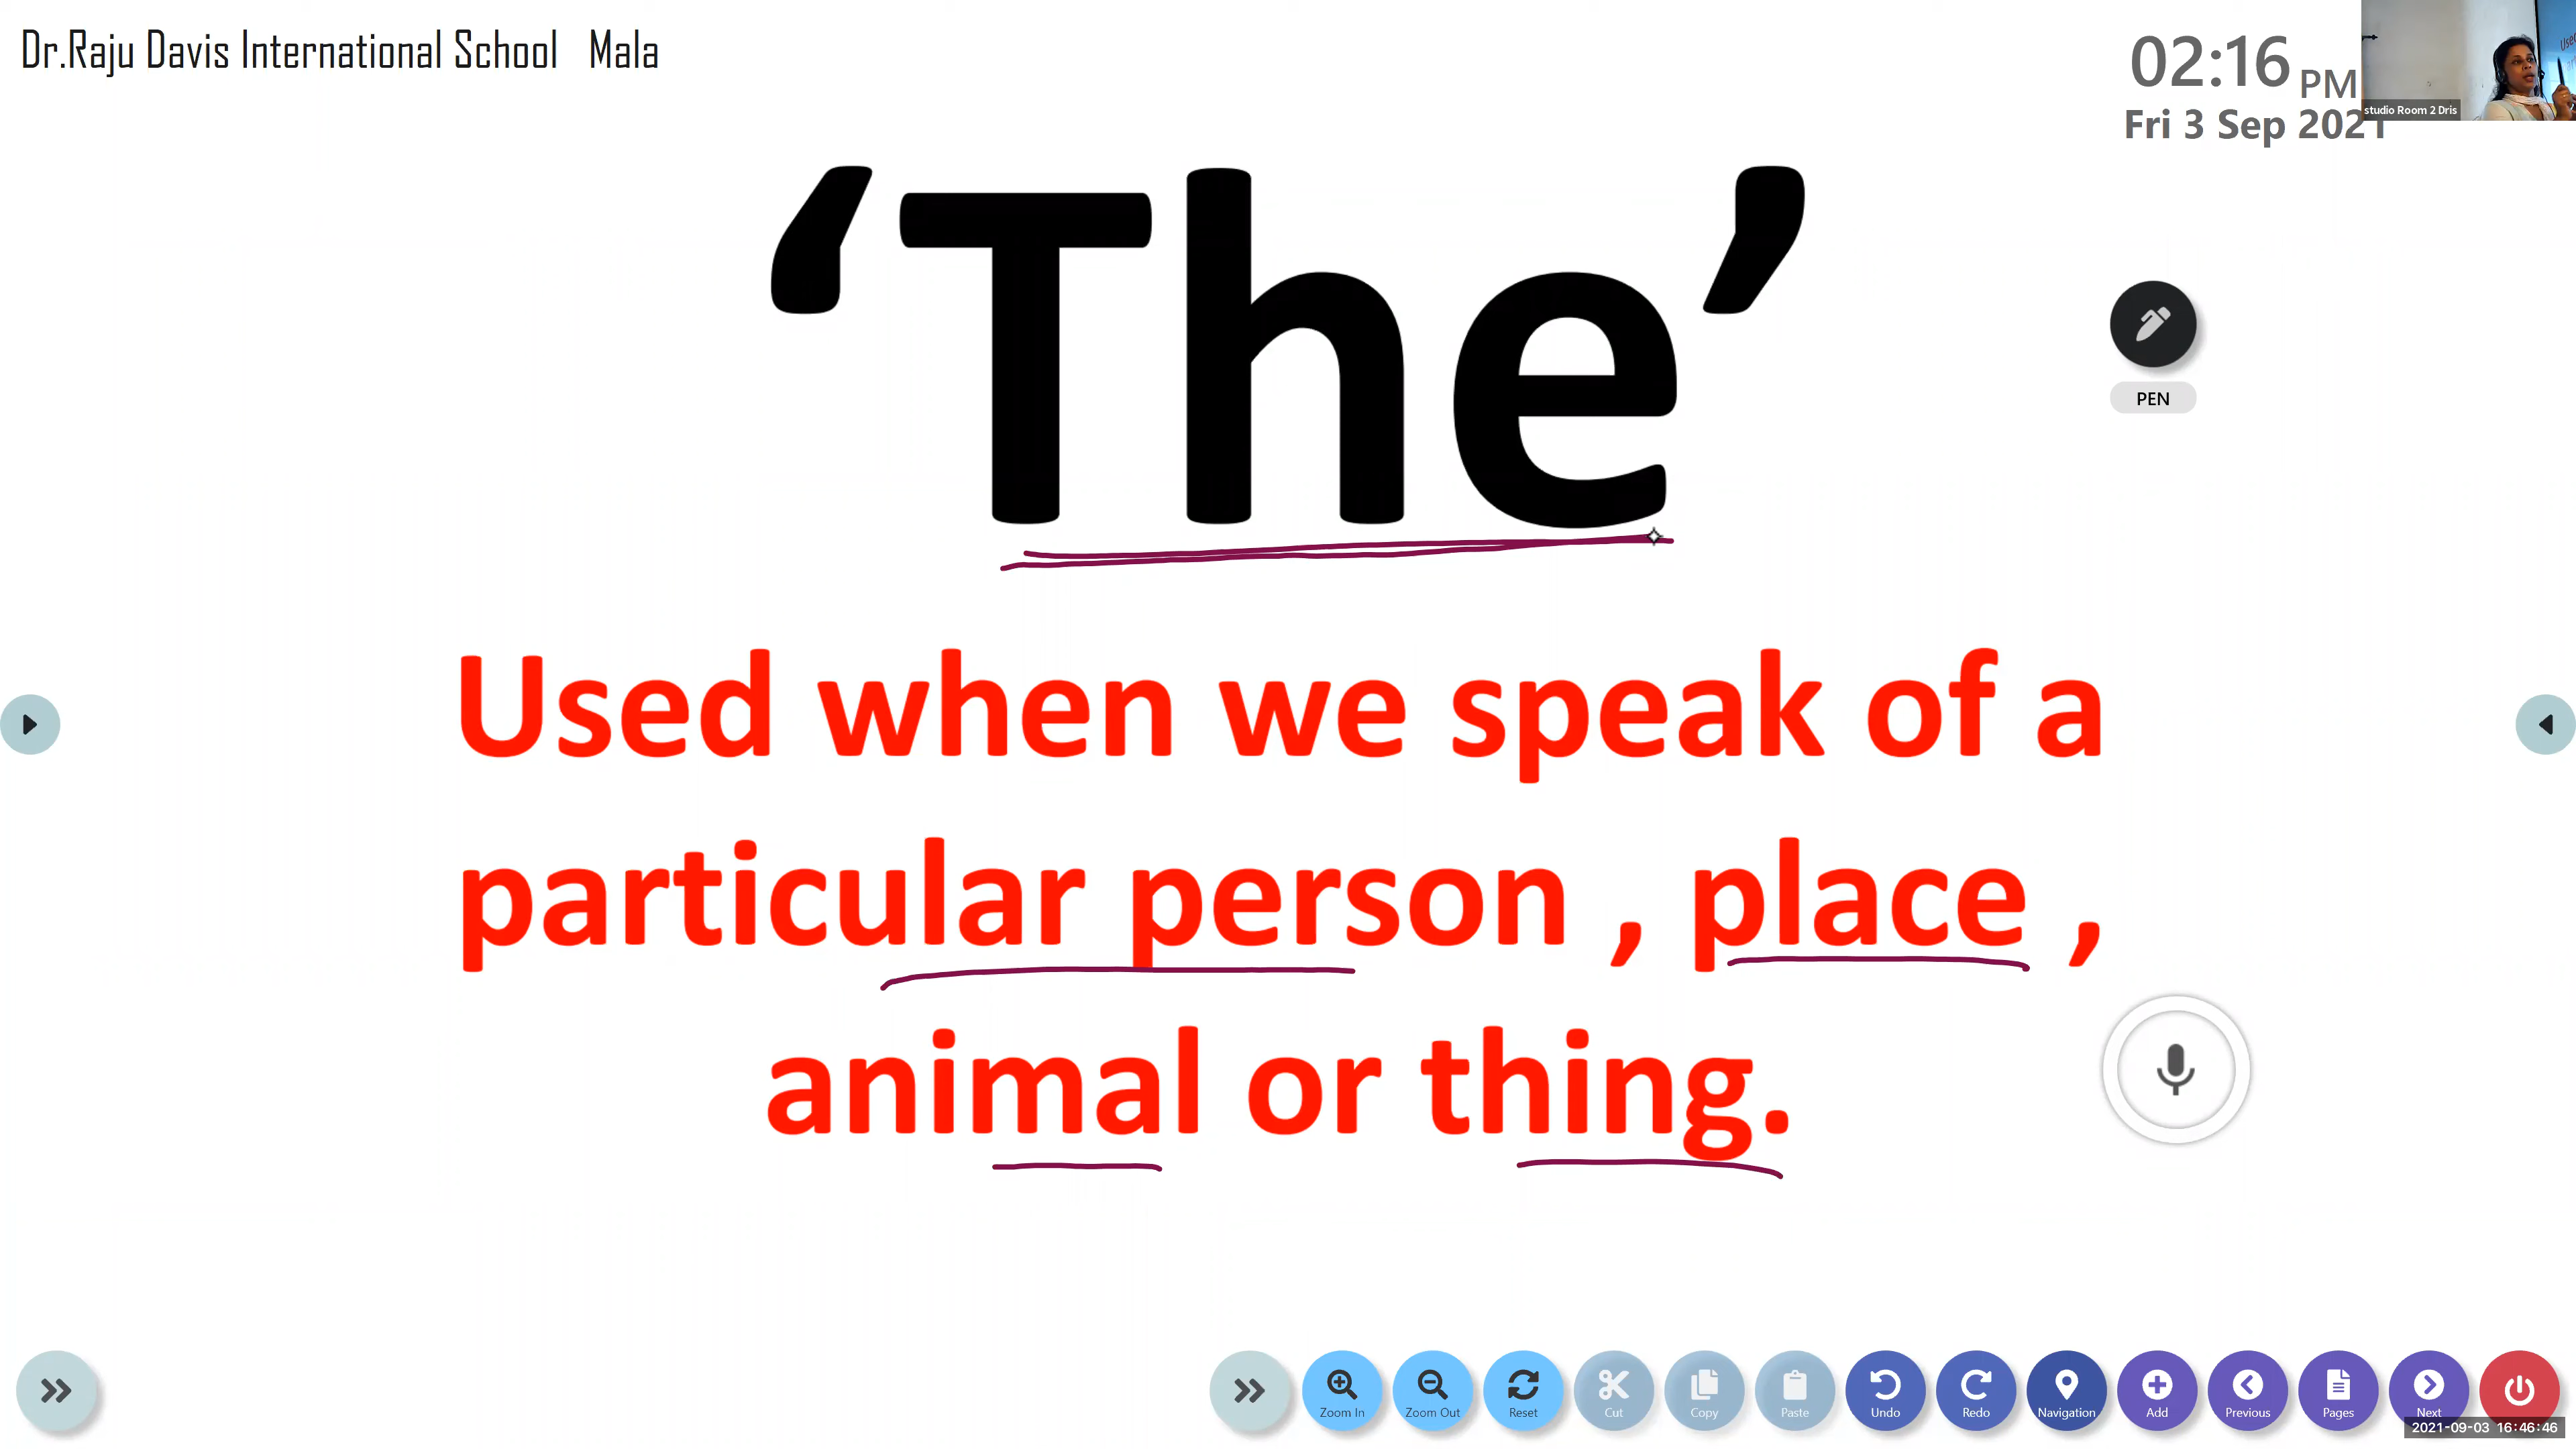 Dr.Raju Davis International School Mala
02:16 PM
Fri 3 Sep 2021
studio Room 2 Dris
‘The’
PEN
Used when we speak of a
particular person , place ,
animal or thing.
Zoom In Zoom Out Reset Cut Copy Paste Undo Redo Navigation Add Previous Pages Next
2021-09-03 16:46:46